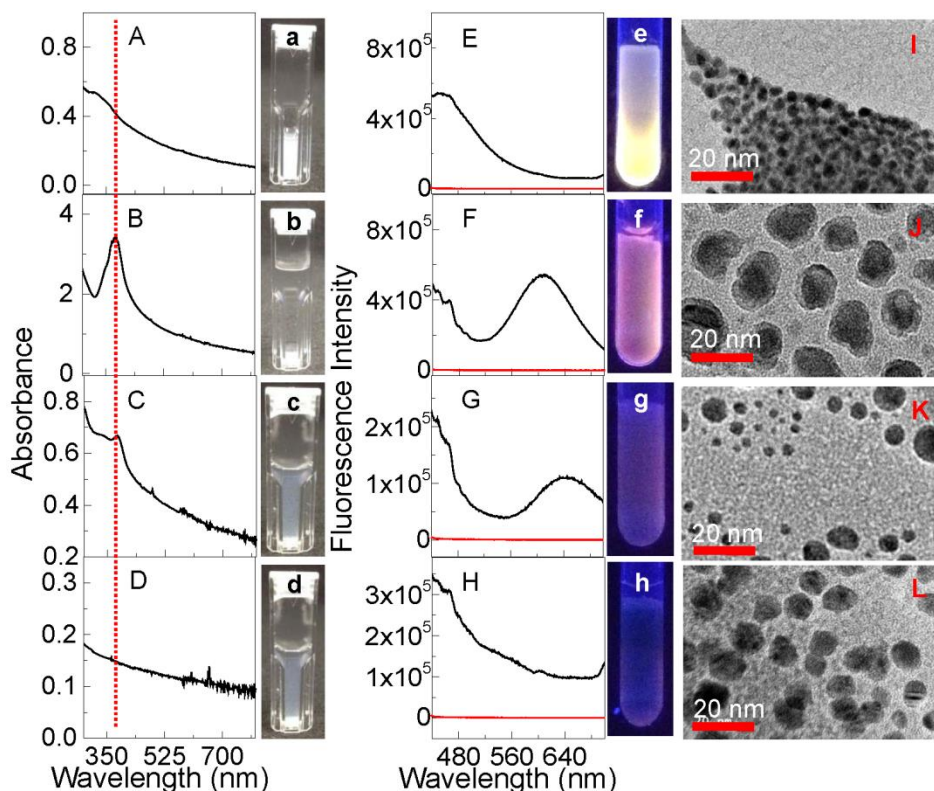 A
0.8
0.4
0.0
a
B
4
2
0
b
C
0.8
0.6
0.4
0.2
c
D
0.3
0.2
0.1
0.0
d
350 525 700
Wavelength (nm)
Absorbance
E
8x10⁵
4x10⁵
0
e
F
8x10⁵
4x10⁵
0
f
G
2x10⁵
1x10⁵
0
g
H
3x10⁵
2x10⁵
1x10⁵
0
h
480 560 640
Wavelength (nm)
Fluorescence Intensity
I
20 nm
J
20 nm
K
20 nm
L
20 nm